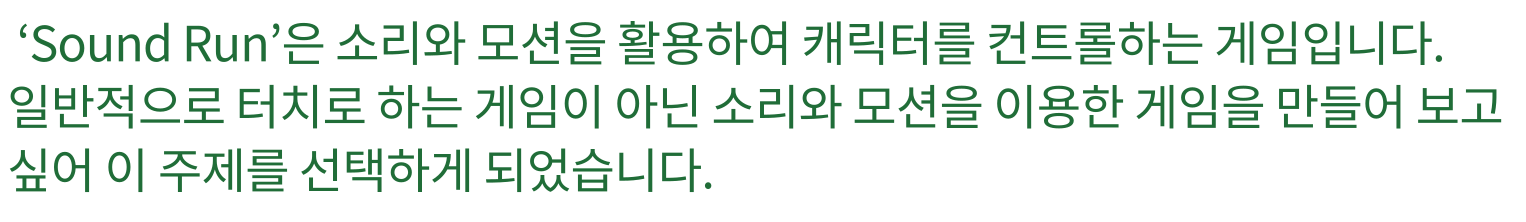 ‘Sound Run’은 소리와 모션을 활용하여 캐릭터를 컨트롤하는 게임입니다.
일반적으로 터치로 하는 게임이 아닌 소리와 모션을 이용한 게임을 만들어 보고
싶어 이 주제를 선택하게 되었습니다.